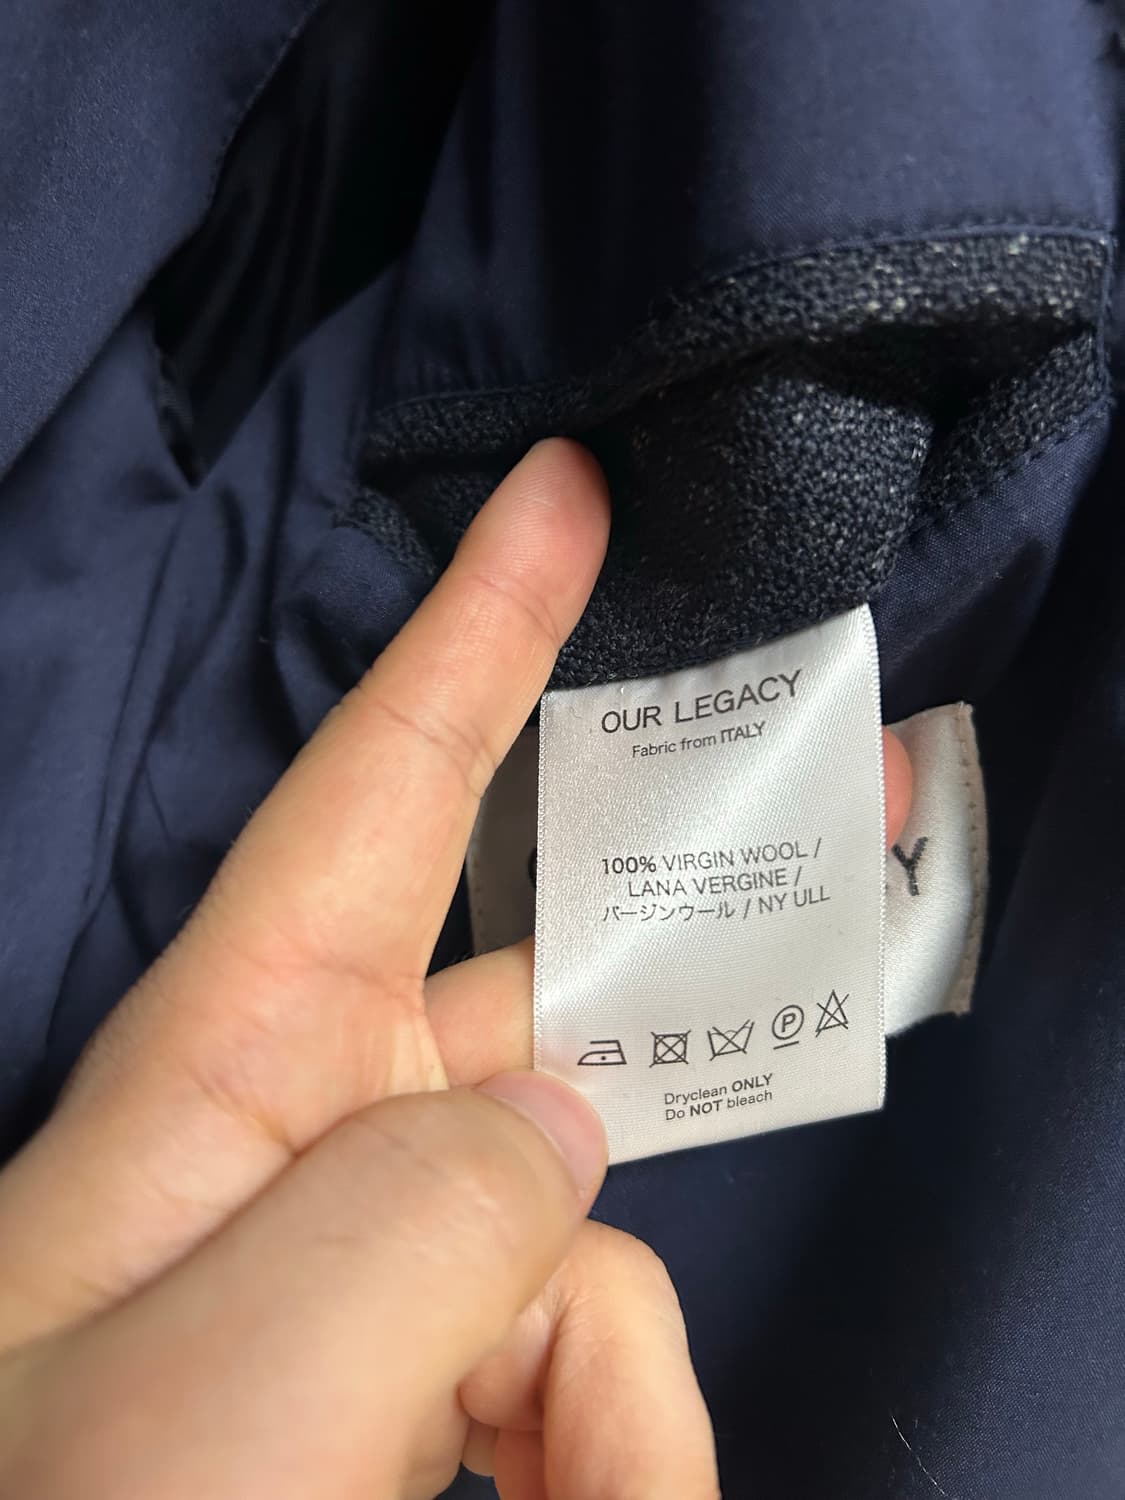 OUR LEGACY
Fabric from ITALY
100% VIRGIN WOOL /
LANA VERGINE /
バージンウール / NY ULL
P
Dryclean ONLY
Do NOT bleach
Y